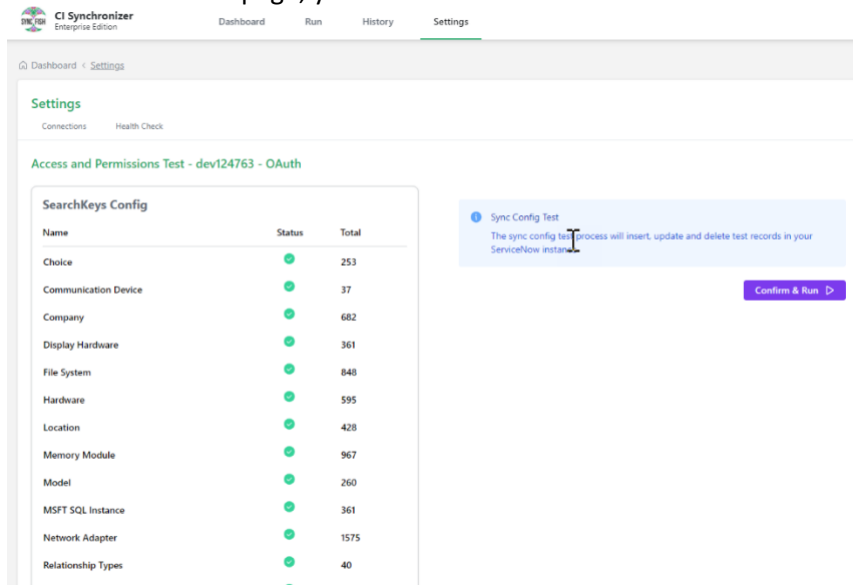 page, y
SYNC FISH
CI Synchronizer
Enterprise Edition
Dashboard Run History Settings
Dashboard < Settings
Settings
Connections Health Check
Access and Permissions Test - dev124763 - OAuth
SearchKeys Config
Name Status Total
Choice 253
Communication Device 37
Company 682
Display Hardware 361
File System 848
Hardware 595
Location 428
Memory Module 967
Model 260
MSFT SQL Instance 361
Network Adapter 1575
Relationship Types 40
Sync Config Test
The sync config test process will insert, update and delete test records in your
ServiceNow instance.
Confirm & Run